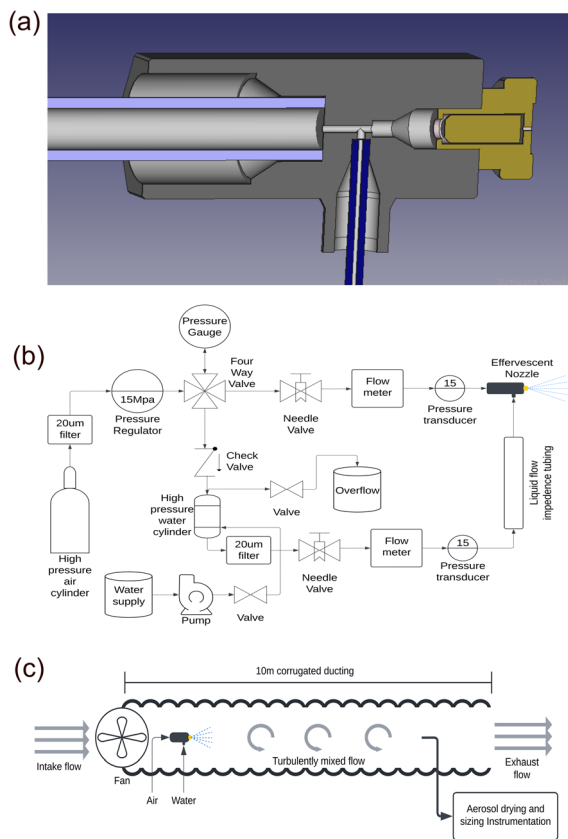 (a)
(b)
Pressure
Gauge
Four
Way
Valve
Effervescent
Nozzle
15Mpa
15
20um
filter
Pressure
Regulator
Needle
Valve
Flow
meter
Pressure
transducer
Check
Valve
High
pressure
water
cylinder
Valve
Overflow
Liquid flow
impedence tubing
High
pressure
air
cylinder
20um
filter
Needle
Valve
Flow
meter
15
Pressure
transducer
Water
supply
Pump
Valve
(c)
10m corrugated ducting
Intake flow
Fan
Air
Water
Turbulently mixed flow
Exhaust
flow
Aerosol drying and
sizing Instrumentation